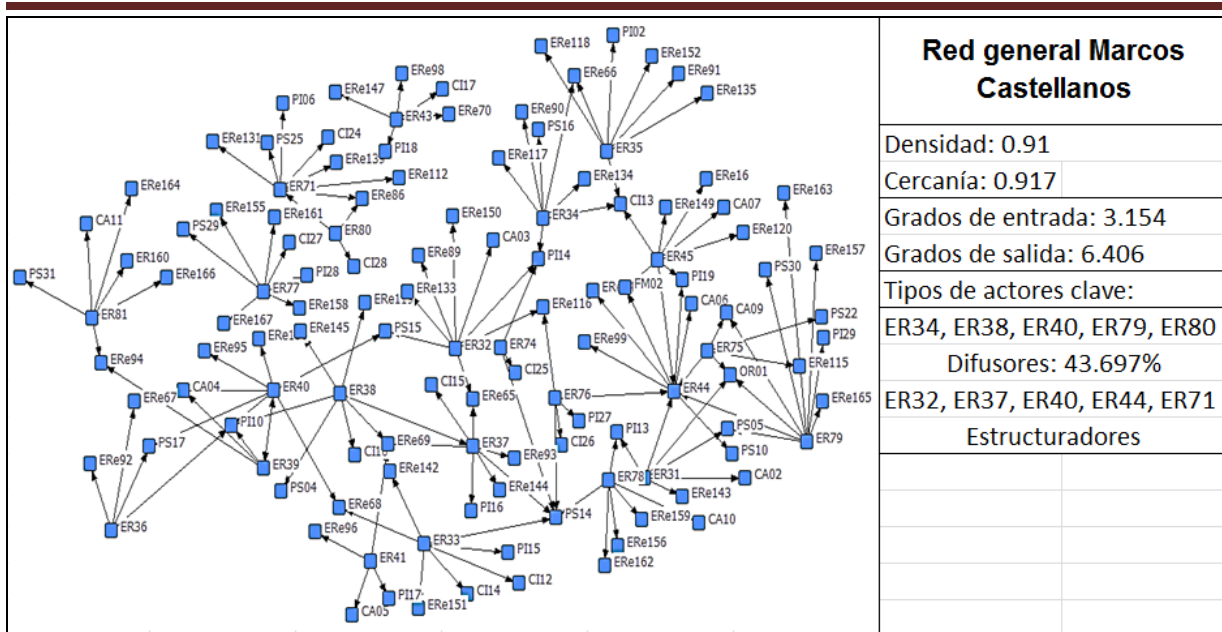 Red general Marcos
Castellanos
Densidad: 0.91
Cercanía: 0.917
Grados de entrada: 3.154
Grados de salida: 6.406
Tipos de actores clave:
ER34, ER38, ER40, ER79, ER80
Difusores: 43.697%
ER32, ER37, ER40, ER44, ER71
Estructuradores
PI02
ERe118
ERe152
ERe66
ERe91
ERe135
ERe98
ERe147
CI17
PI06
ERe90
ERe70
ER43
PS16
ERe131
PS25
CI24
PI18
ER35
ERe117
ERe112
ERe134
ERe16
ERe164
ER71
ERe86
ERe163
CI13
ERe149
CA07
ERe155
ERe161
ERe150
ER34
CA11
PS29
ER80
ERe120
CI27
CA03
ERe157
ERe89
PI14
ER45
ER160
CI28
PS30
PS31
ERe166
PI28
PI19
ER77
ERe133
FM02
ERe158
ERe116
CA06
CA09
ER81
ERe167
ERe145
PS15
PS22
PI29
ERe99
ERe95
ER32
ER74
ER75
ERe94
ERe115
CI25
OR01
CA04
ER40
ER38
CI15
ER44
ERe67
ERe65
ER76
ERe165
PI27
PI10
PS05
PI13
PS17
ERe69
ER37
CI26
ER79
PS10
ERe93
ERe92
ER39
ERe142
ER78
ER31
CA02
PS04
ERe144
ERe143
ERe68
PI16
PS14
ERe159
CA10
ER36
ERe96
ER33
ERe156
PI15
ER41
ERe162
CI12
CI14
PI17
ERe151
CA05